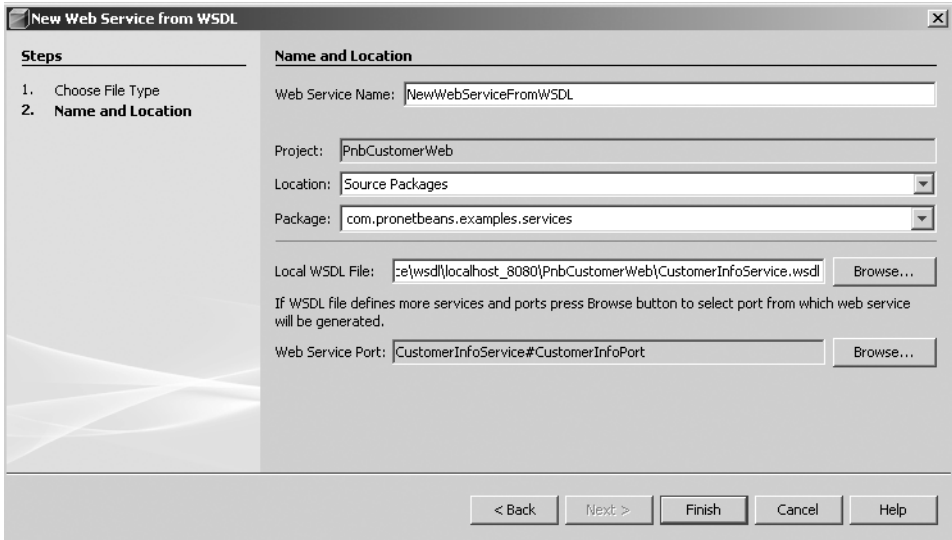 New Web Service from WSDL
Steps
1. Choose File Type
2. Name and Location
Name and Location
Web Service Name: NewWebServiceFromWSDL
Project: PnbCustomerWeb
Location: Source Packages
Package: com.pronetbeans.examples.services
Local WSDL File: ce\wsdl\localhost_8080\PnbCustomerWeb\CustomerInfoService.wsdl Browse...
If WSDL file defines more services and ports press Browse button to select port from which web service
will be generated.
Web Service Port: CustomerInfoService#CustomerInfoPort Browse...
< Back Next > Finish Cancel Help